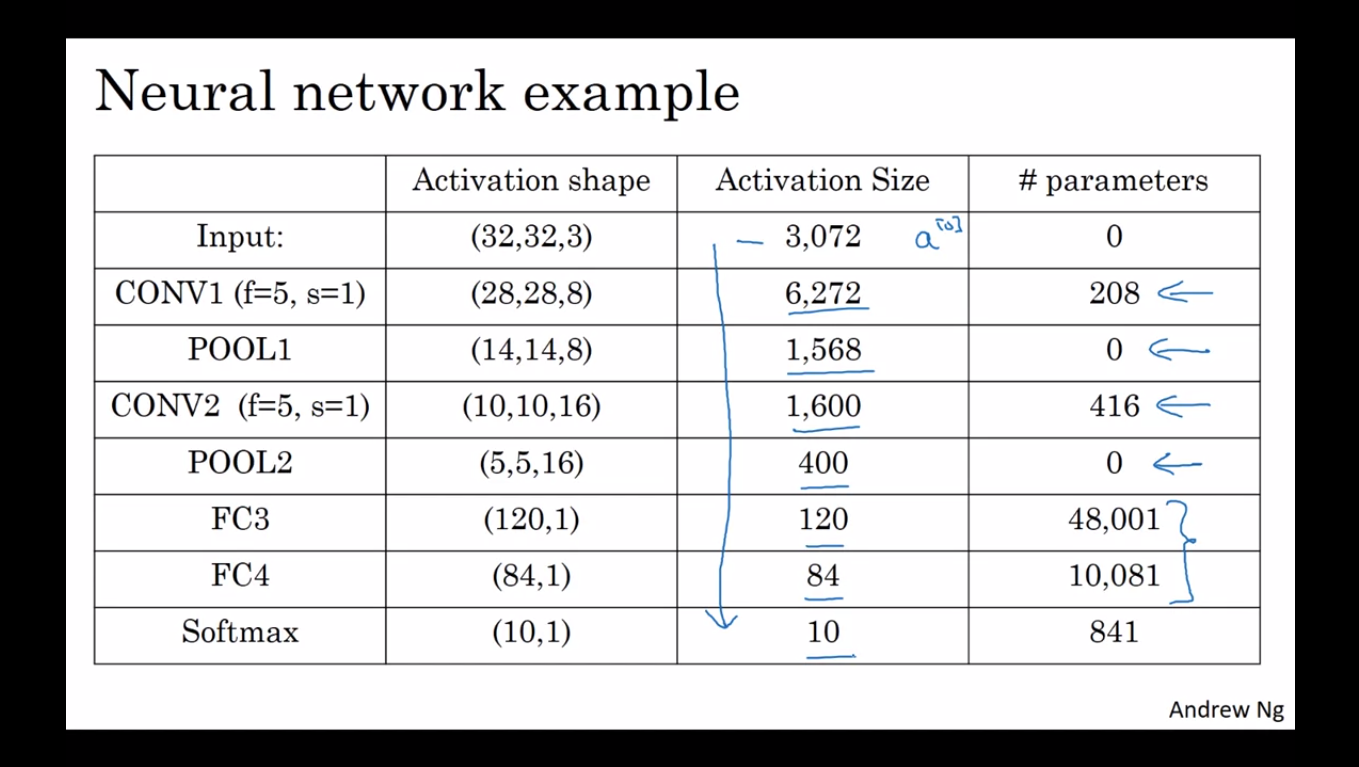 Neural network example
Activation shape Activation Size # parameters
Input: (32,32,3) 3,072 a[0] 0
CONV1 (f=5, s=1) (28,28,8) 6,272 208
POOL1 (14,14,8) 1,568 0
CONV2 (f=5, s=1) (10,10,16) 1,600 416
POOL2 (5,5,16) 400 0
FC3 (120,1) 120 48,001
FC4 (84,1) 84 10,081
Softmax (10,1) 10 841
Andrew Ng